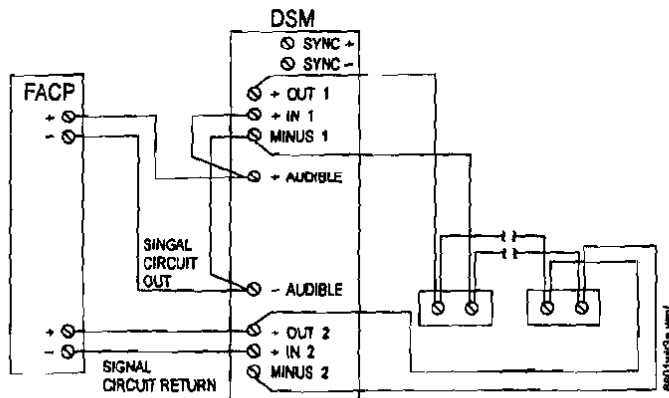 DSM
SYNC +
SYNC -
FACP
+ OUT 1
+
+ IN 1
-
MINUS 1
+ AUDIBLE
SINGAL
CIRCUIT
OUT
- AUDIBLE
+
- OUT 2
-
+ IN 2
SIGNAL
CIRCUIT RETURN
MINUS 2